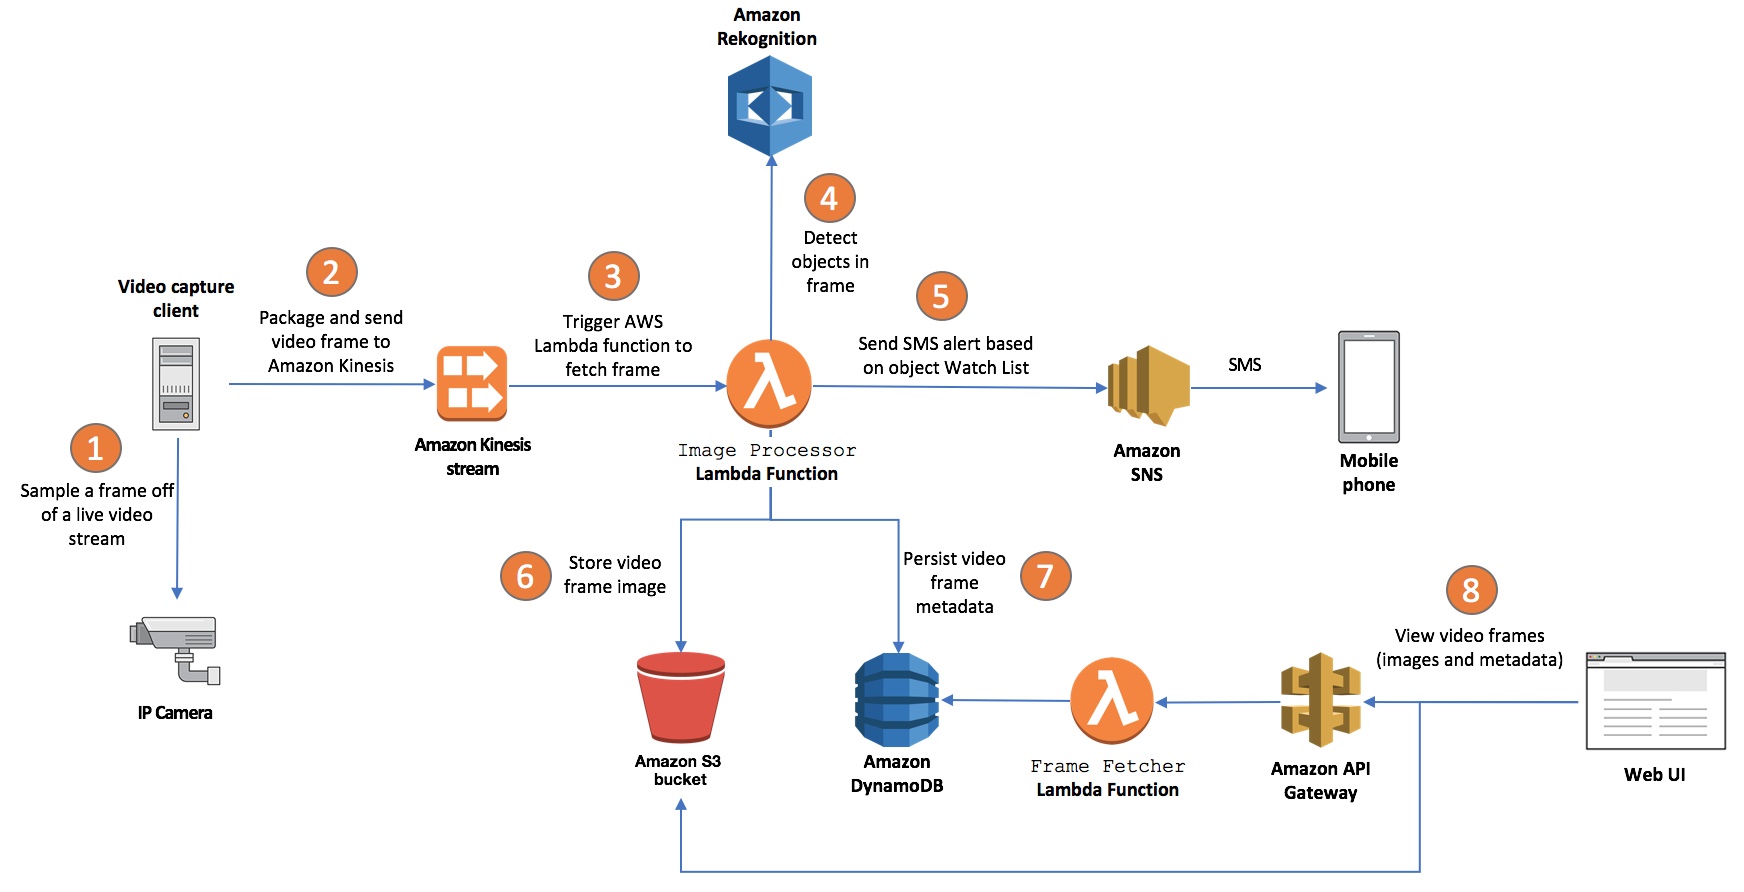 Amazon
Rekognition
4
Detect
objects in
frame
Video capture
client
2
Package and send
video frame to
Amazon Kinesis
3
Trigger AWS
Lambda function to
fetch frame
5
Send SMS alert based
on object Watch List
SMS
1
Sample a frame off
of a live video
stream
Amazon Kinesis
stream
Image Processor
Lambda Function
Amazon
SNS
Mobile
phone
6
Store video
frame image
Persist video
frame
metadata
7
8
View video frames
(images and metadata)
IP Camera
Amazon S3
bucket
Amazon
DynamoDB
Frame Fetcher
Lambda Function
Amazon API
Gateway
Web UI